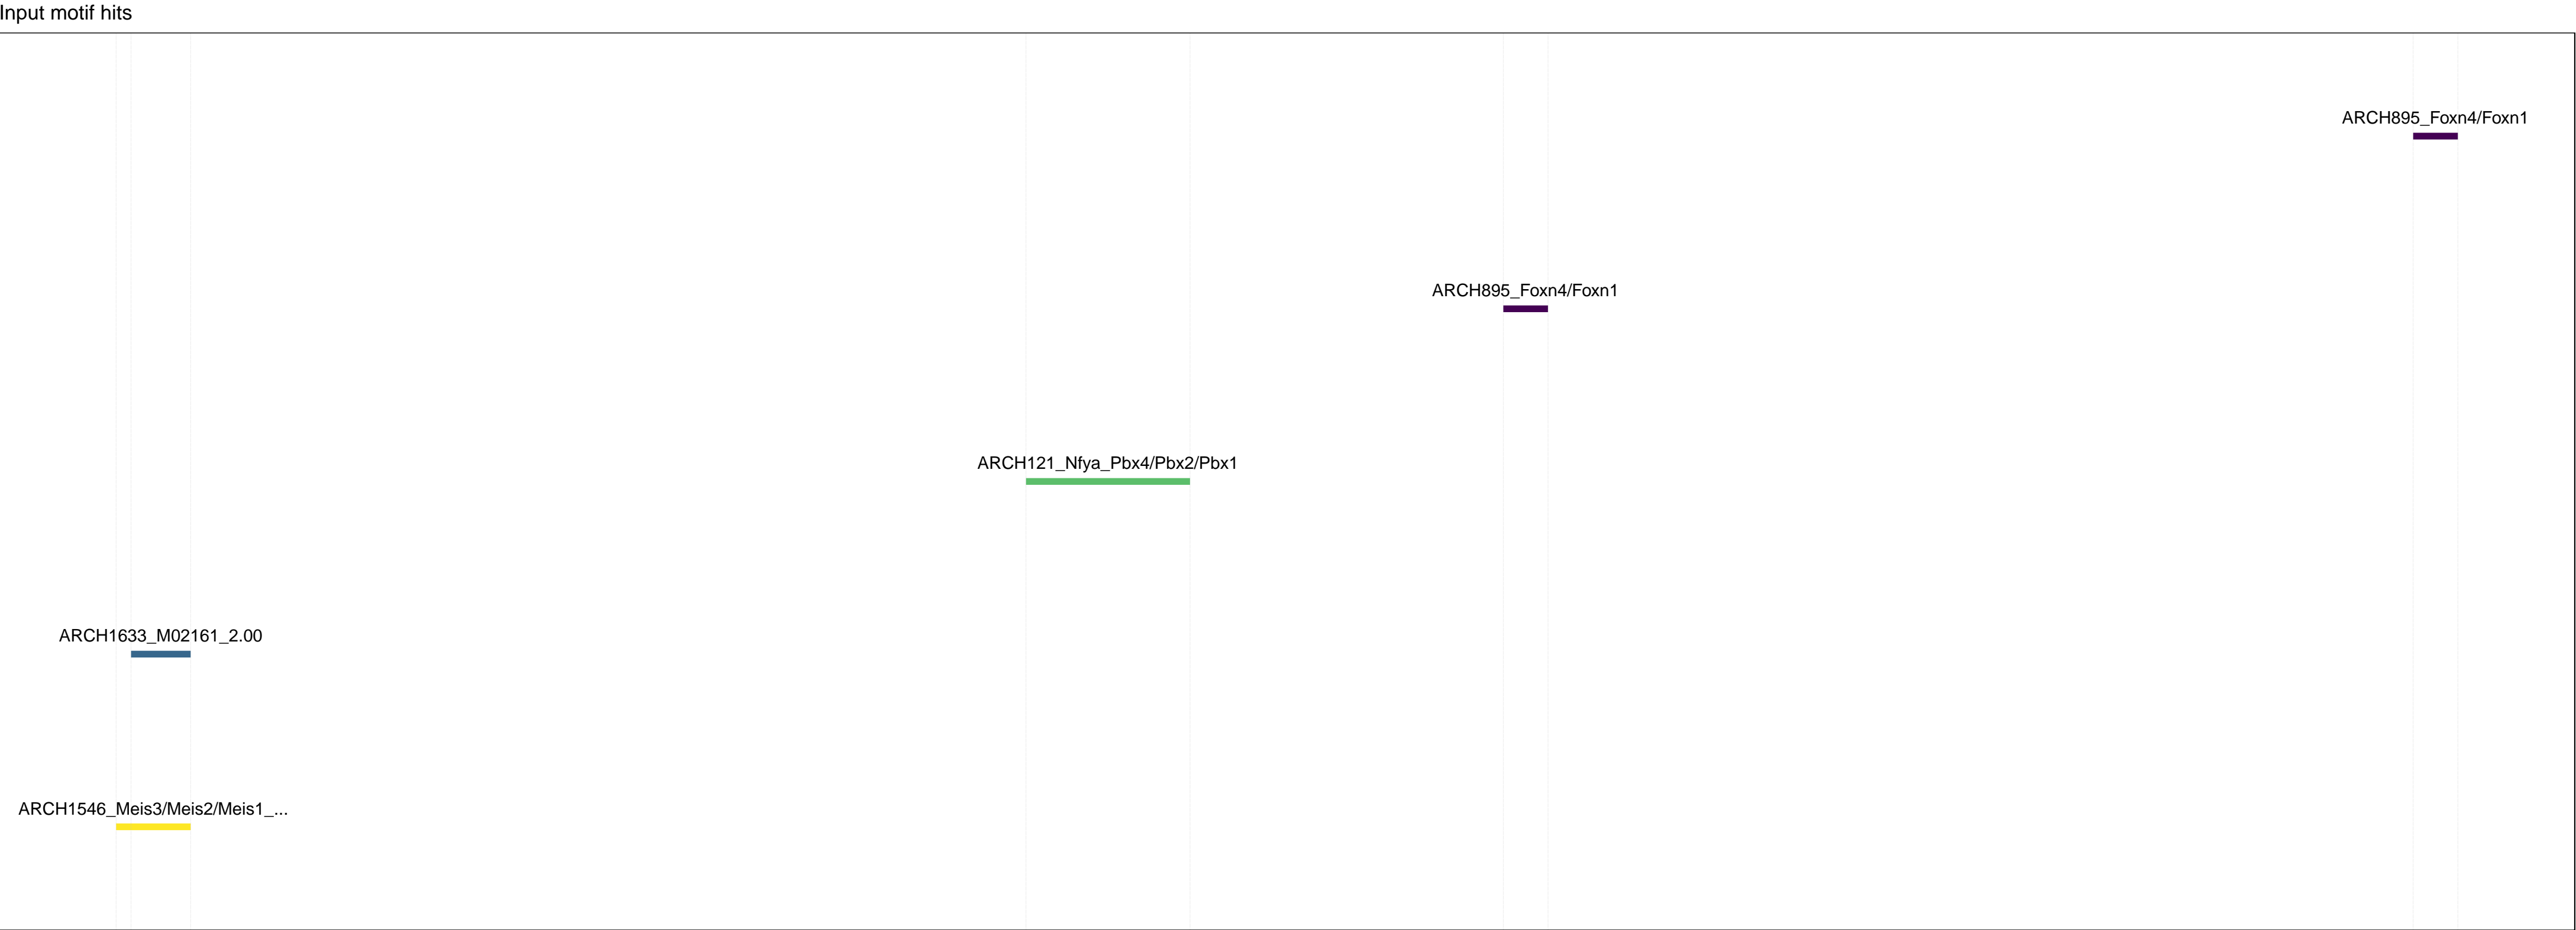 Input motif hits
ARCH895_Foxn4/Foxn1
ARCH895_Foxn4/Foxn1
ARCH121_Nfya_Pbx4/Pbx2/Pbx1
ARCH1633_M02161_2.00
ARCH1546_Meis3/Meis2/Meis1_...